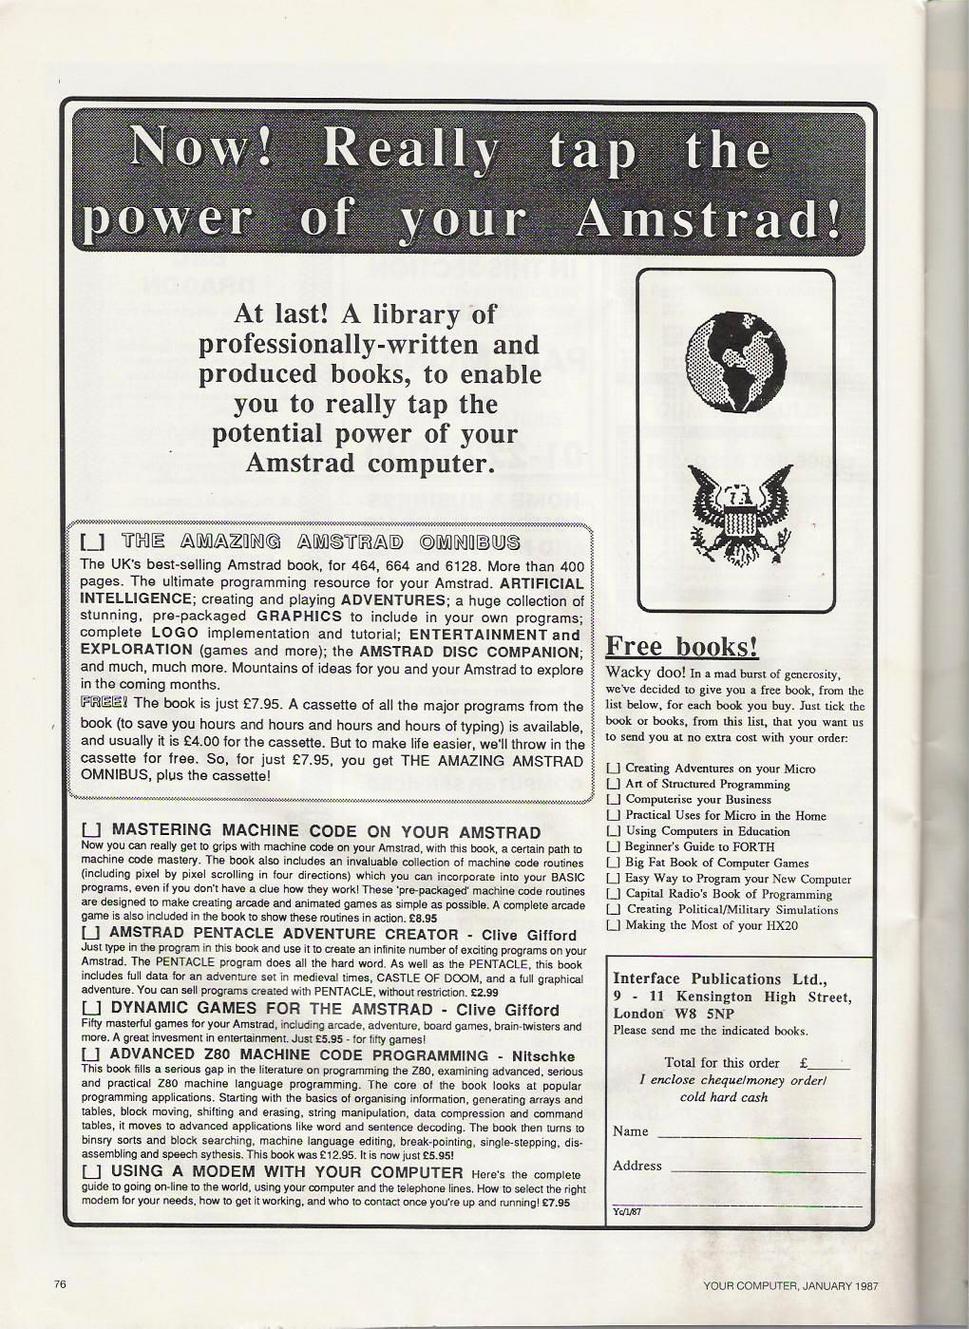 Now! Really tap the
power of your Amstrad!
At last! A library of
professionally-written and
produced books, to enable
you to really tap the
potential power of your
Amstrad computer.
[_] THE AMAZING AMSTRAD OMNIBUS
The UK's best-selling Amstrad book, for 464, 664 and 6128. More than 400
pages. The ultimate programming resource for your Amstrad. ARTIFICIAL
INTELLIGENCE; creating and playing ADVENTURES; a huge collection of
stunning, pre-packaged GRAPHICS to include in your own programs;
complete LOGO implementation and tutorial; ENTERTAINMENT and
EXPLORATION (games and more); the AMSTRAD DISC COMPANION;
and much, much more. Mountains of ideas for you and your Amstrad to explore
in the coming months.
FREE! The book is just £7.95. A cassette of all the major programs from the
book (to save you hours and hours and hours and hours of typing) is available,
and usually it is £4.00 for the cassette. But to make life easier, we'll throw in the
cassette for free. So, for just £7.95, you get THE AMAZING AMSTRAD
OMNIBUS, plus the cassette!
[_] MASTERING MACHINE CODE ON YOUR AMSTRAD
Now you can really get to grips with machine code on your Amstrad, with this book, a certain path to
machine code mastery. The book also includes an invaluable collection of machine code routines
(including pixel by pixel scrolling in four directions) which you can incorporate into your BASIC
programs, even if you don't have a clue how they work! These 'pre-packaged' machine code routines
are designed to make creating arcade and animated games as simple as possible. A complete arcade
game is also included in the book to show these routines in action. £8.95
[_] AMSTRAD PENTACLE ADVENTURE CREATOR - Clive Gifford
Just type in the program in this book and use it to create an infinite number of exciting programs on your
Amstrad. The PENTACLE program does all the hard word. As well as the PENTACLE, this book
includes full data for an adventure set in medieval times, CASTLE OF DOOM, and a full graphical
adventure. You can sell programs created with PENTACLE, without restriction. £2.99
[_] DYNAMIC GAMES FOR THE AMSTRAD - Clive Gifford
Fifty masterful games for your Amstrad, including arcade, adventure, board games, brain-twisters and
more. A great invesment in entertainment. Just £5.95 - for fifty games!
[_] ADVANCED Z80 MACHINE CODE PROGRAMMING - Nitschke
This book fills a serious gap in the literature on programming the Z80, examining advanced, serious
and practical Z80 machine language programming. The core of the book looks at popular
programming applications. Starting with the basics of organising information, generating arrays and
tables, block moving, shifting and erasing, string manipulation, data compression and command
tables, it moves to advanced applications like word and sentence decoding. The book then turns to
binsry sorts and block searching, machine language editing, break-pointing, single-stepping, dis-
assembling and speech sythesis. This book was £12.95. It is now just £5.95!
[_] USING A MODEM WITH YOUR COMPUTER Here's the complete
guide to going on-line to the world, using your computer and the telephone lines. How to select the right
modem for your needs, how to get it working, and who to contact once you're up and running! £7.95
Free books!
Wacky doo! In a mad burst of generosity,
we've decided to give you a free book, from the
list below, for each book you buy. Just tick the
book or books, from this list, that you want us
to send you at no extra cost with your order:
[_] Creating Adventures on your Micro
[_] Art of Structured Programming
[_] Computerise your Business
[_] Practical Uses for Micro in the Home
[_] Using Computers in Education
[_] Beginner's Guide to FORTH
[_] Big Fat Book of Computer Games
[_] Easy Way to Program your New Computer
[_] Capital Radio's Book of Programming
[_] Creating Political/Military Simulations
[_] Making the Most of your HX20
Interface Publications Ltd.,
9 - 11 Kensington High Street,
London W8 5NP
Please send me the indicated books.
Total for this order £______
I enclose cheque/money order/
cold hard cash
Name
Address
Yc/1/87
76
YOUR COMPUTER, JANUARY 1987